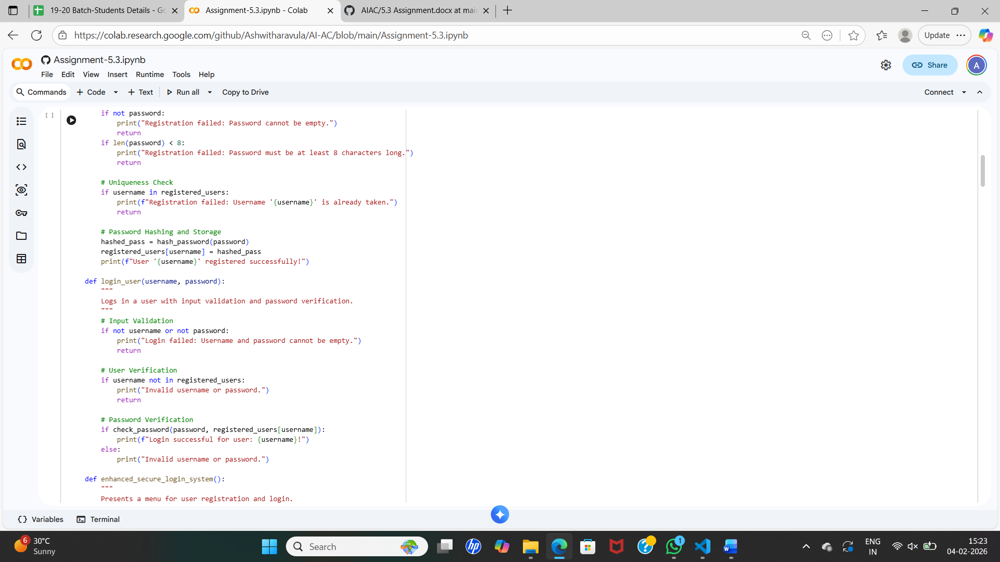 19-20 Batch-Students Details - Go
Assignment-5.3.ipynb - Colab
AIAC/5.3 Assignment.docx at mai
https://colab.research.google.com/github/Ashwitharavula/AI-AC/blob/main/Assignment-5.3.ipynb
Update
Assignment-5.3.ipynb
File Edit View Insert Runtime Tools Help
Share
A
Commands + Code + Text Run all Copy to Drive
Connect
[ ]
if not password:
print("Registration failed: Password cannot be empty.")
return
if len(password) < 8:
print("Registration failed: Password must be at least 8 characters long.")
return
# Uniqueness Check
if username in registered_users:
print(f"Registration failed: Username '{username}' is already taken.")
return
# Password Hashing and Storage
hashed_pass = hash_password(password)
registered_users[username] = hashed_pass
print(f"User '{username}' registered successfully!")
def login_user(username, password):
"""
Logs in a user with input validation and password verification.
"""
# Input Validation
if not username or not password:
print("Login failed: Username and password cannot be empty.")
return
# User Verification
if username not in registered_users:
print("Invalid username or password.")
return
# Password Verification
if check_password(password, registered_users[username]):
print(f"Login successful for user: {username}!")
else:
print("Invalid username or password.")
def enhanced_secure_login_system():
"""
Presents a menu for user registration and login.
Variables Terminal
6
30°C
Sunny
Search
hp
1
W
ENG
IN
15:23
04-02-2026